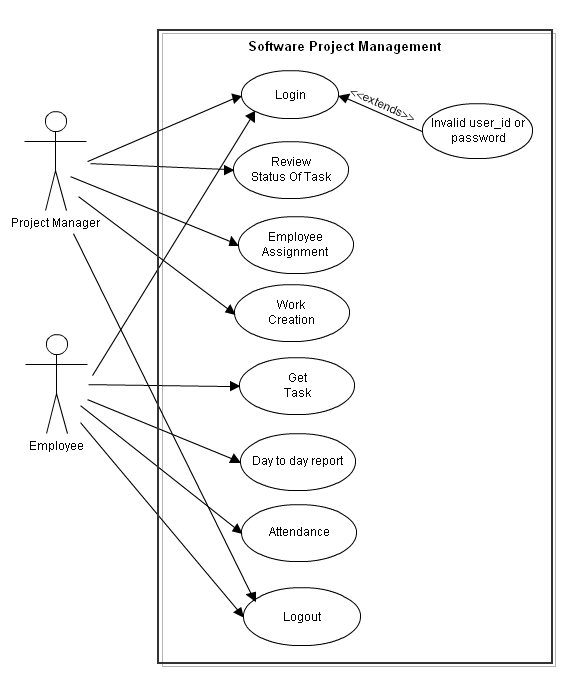 Software Project Management
Login
<<extends>>
Invalid user_id or
password
Review
Status Of Task
Project Manager
Employee
Assignment
Work
Creation
Get
Task
Employee
Day to day report
Attendance
Logout